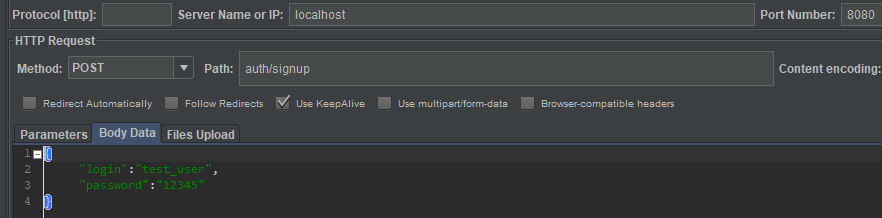 Protocol [http]: Server Name or IP: localhost Port Number: 8080
HTTP Request
Method: POST Path: auth/signup Content encoding:
Redirect Automatically Follow Redirects Use KeepAlive Use multipart/form-data Browser-compatible headers
Parameters Body Data Files Upload
1 {
2 "login":"test_user",
3 "password":"12345"
4 }